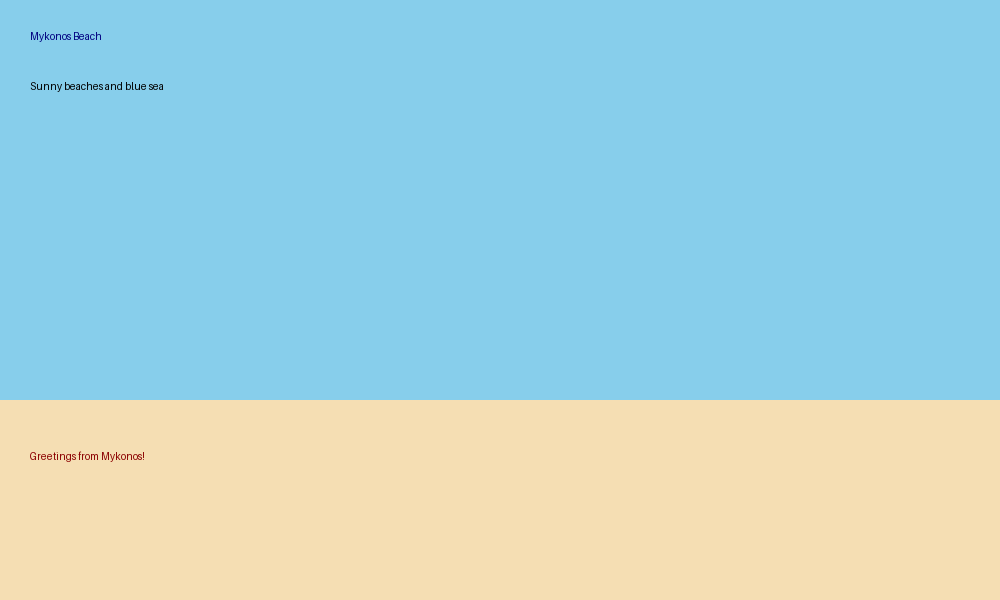 Mykonos Beach
Sunny beaches and blue sea
Greetings from Mykonos!